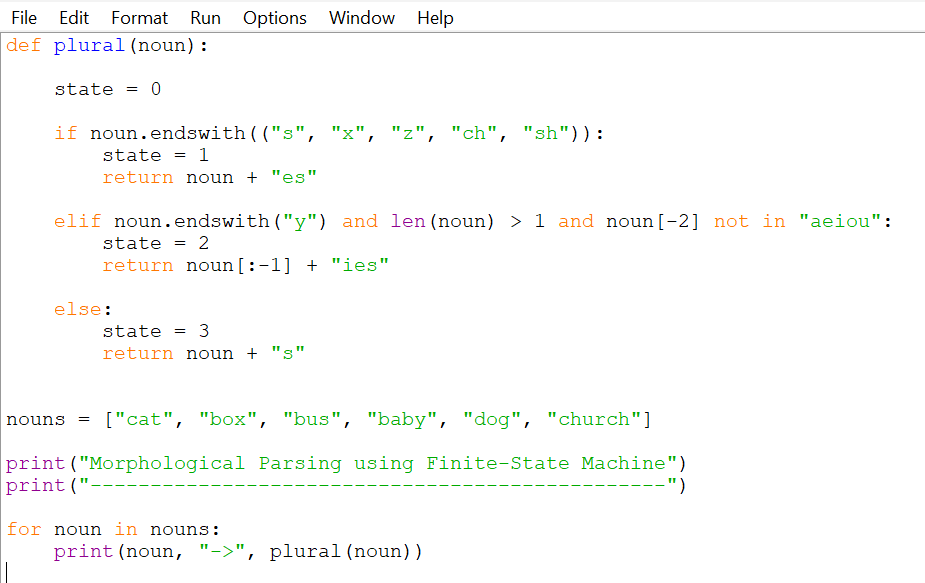 File Edit Format Run Options Window Help
def plural(noun):
    state = 0
    if noun.endswith(("s", "x", "z", "ch", "sh")):
        state = 1
        return noun + "es"
    elif noun.endswith("y") and len(noun) > 1 and noun[-2] not in "aeiou":
        state = 2
        return noun[:-1] + "ies"
    else:
        state = 3
        return noun + "s"
nouns = ["cat", "box", "bus", "baby", "dog", "church"]
print("Morphological Parsing using Finite-State Machine")
print("------------------------------------------------")
for noun in nouns:
    print(noun, "->", plural(noun))